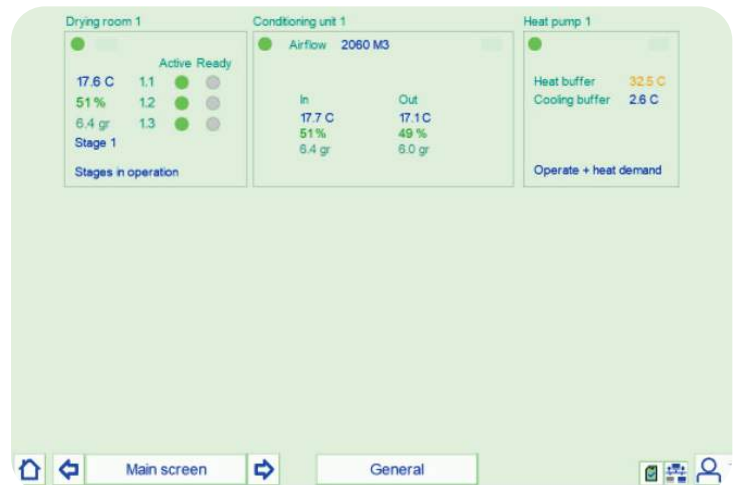 Drying room 1
Active Ready
17.6 C 1.1
51 % 1.2
6.4 gr 1.3
Stage 1
Stages in operation
Conditioning unit 1
Airflow 2060 M3
In Out
17.7 C 17.1 C
51 % 49 %
6.4 gr 6.0 gr
Heat pump 1
Heat buffer 32.5 C
Cooling buffer 2.6 C
Operate + heat demand
Main screen
General